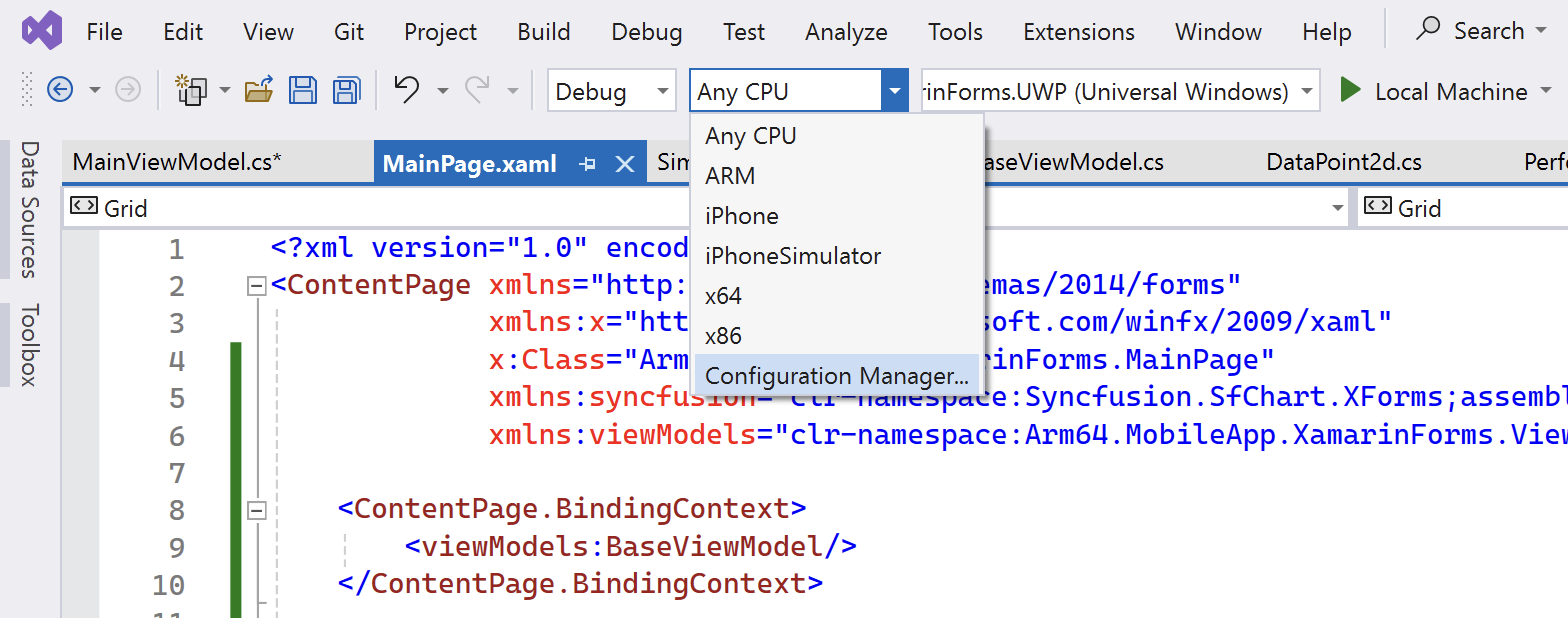 File Edit View Git Project Build Debug Test Analyze Tools Extensions Window Help Search
Debug Any CPU rinForms.UWP (Universal Windows) Local Machine
Any CPU
ARM
iPhone
iPhoneSimulator
x64
x86
Configuration Manager...
Data Sources
Toolbox
MainViewModel.cs* MainPage.xaml Sim aseViewModel.cs DataPoint2d.cs Perfo
Grid Grid
1 <?xml version="1.0" encod
2 <ContentPage xmlns="http: emas/2014/forms"
3 xmlns:x="htt soft.com/winfx/2009/xaml"
4 x:Class="Arm rinForms.MainPage"
5 xmlns:syncfusion="clr-namespace:Syncfusion.SfChart.XForms;assembl
6 xmlns:viewModels="clr-namespace:Arm64.MobileApp.XamarinForms.View
7
8 <ContentPage.BindingContext>
9 <viewModels:BaseViewModel/>
10 </ContentPage.BindingContext>
11